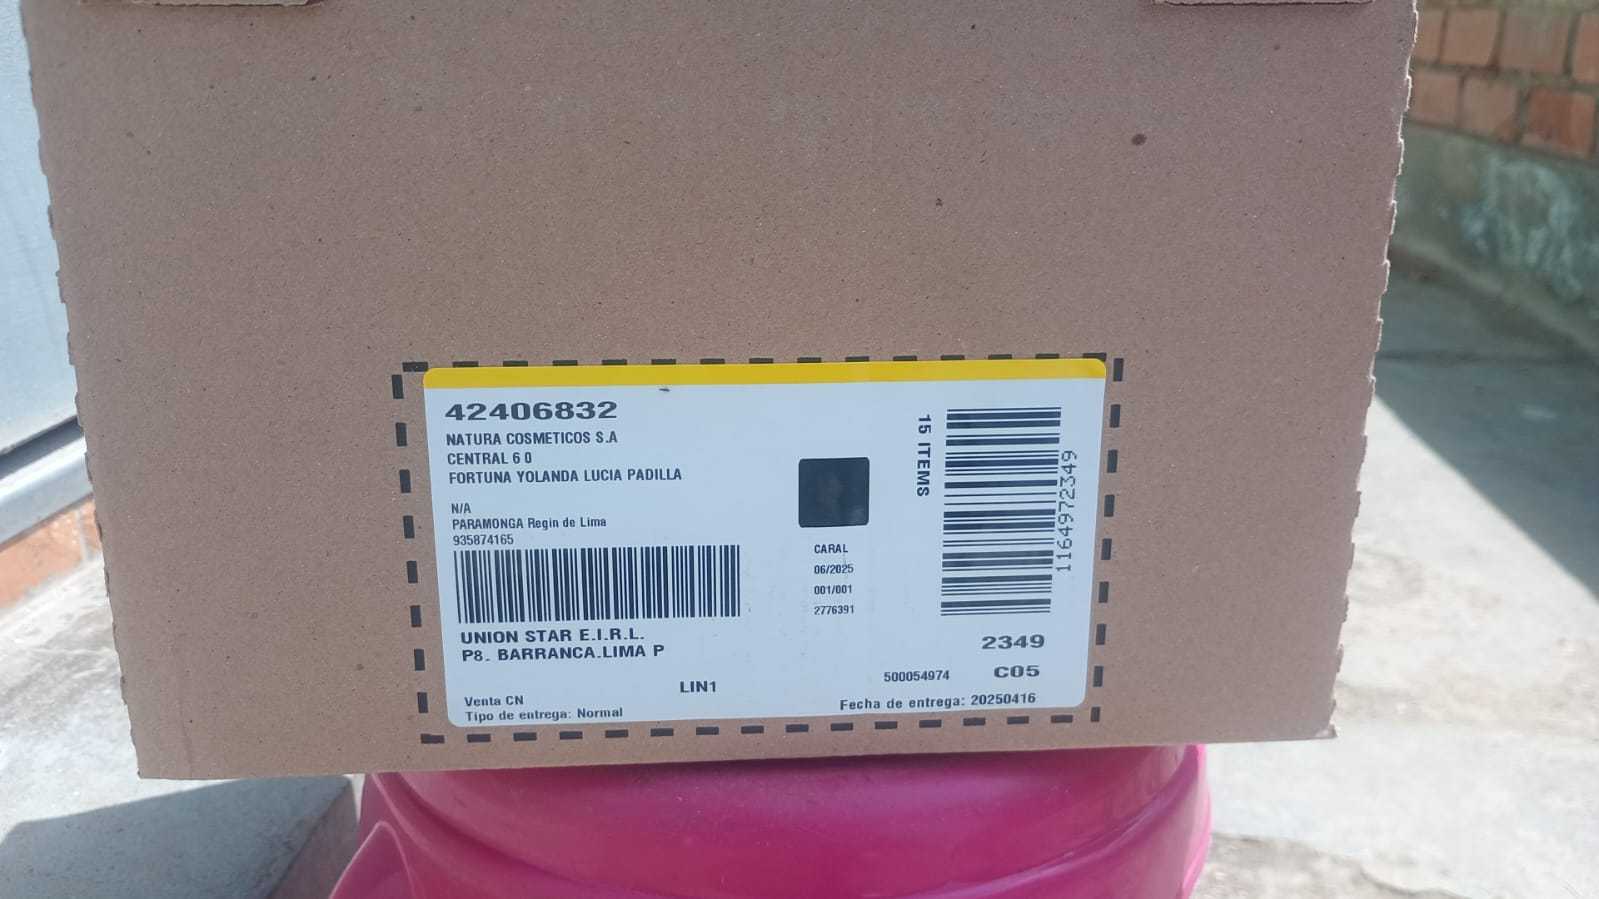 42406832
NATURA COSMETICOS S.A
CENTRAL 6 0
FORTUNA YOLANDA LUCIA PADILLA
N/A
PARAMONGA Regin de Lima
935874165
UNION STAR E.I.R.L.
P8. BARRANCA.LIMA P
LIN1
Venta CN
Tipo de entrega: Normal
CARAL
06/2025
001/001
2776391
15 ITEMS
1164972349
2349
500054974
C05
Fecha de entrega: 20250416